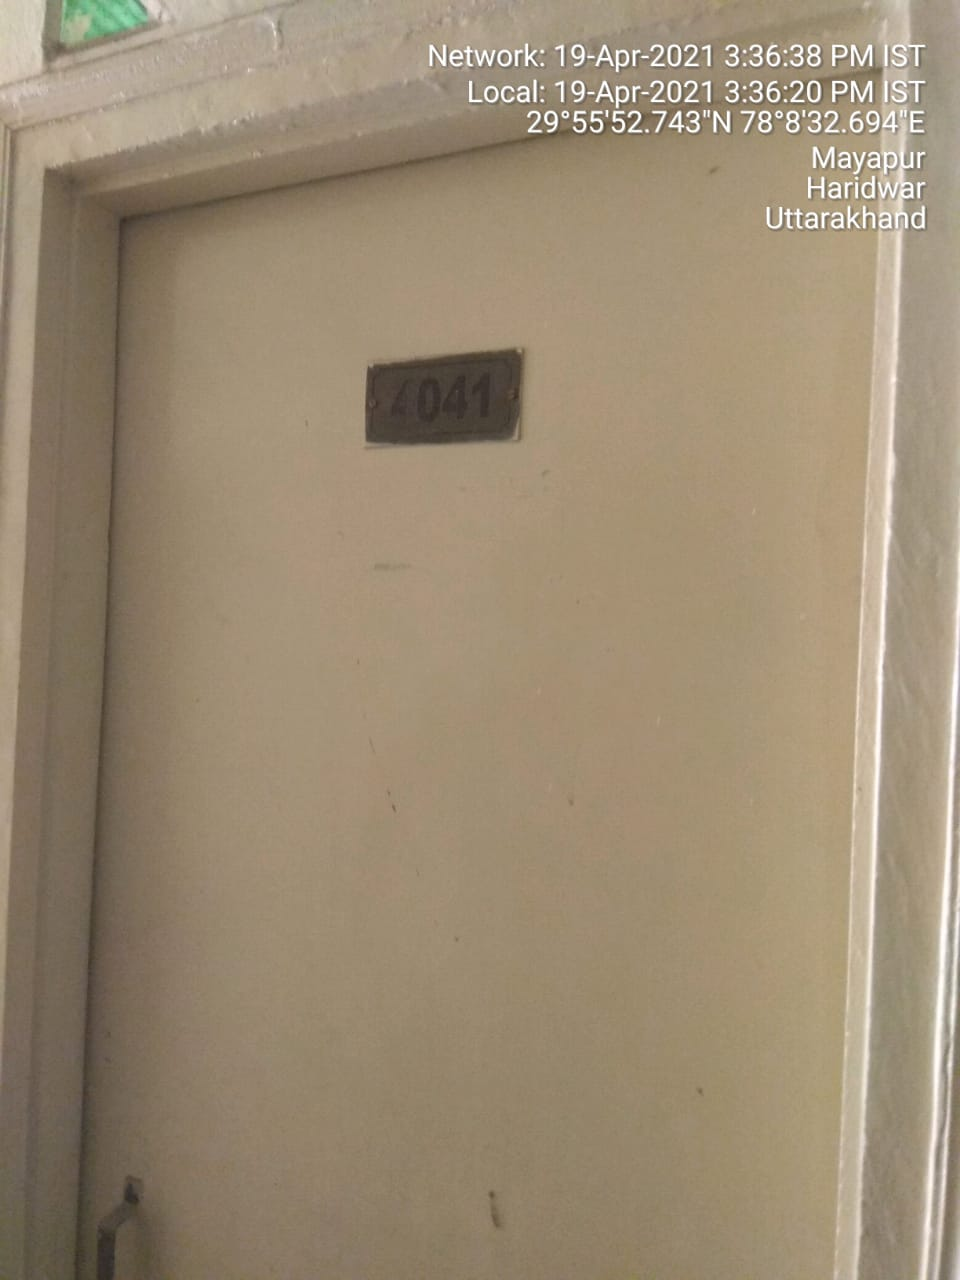 Network: 19-Apr-2021 3:36:38 PM IST
Local: 19-Apr-2021 3:36:20 PM IST
29°55'52.743"N 78°8'32.694"E
Mayapur
Haridwar
Uttarakhand
4041